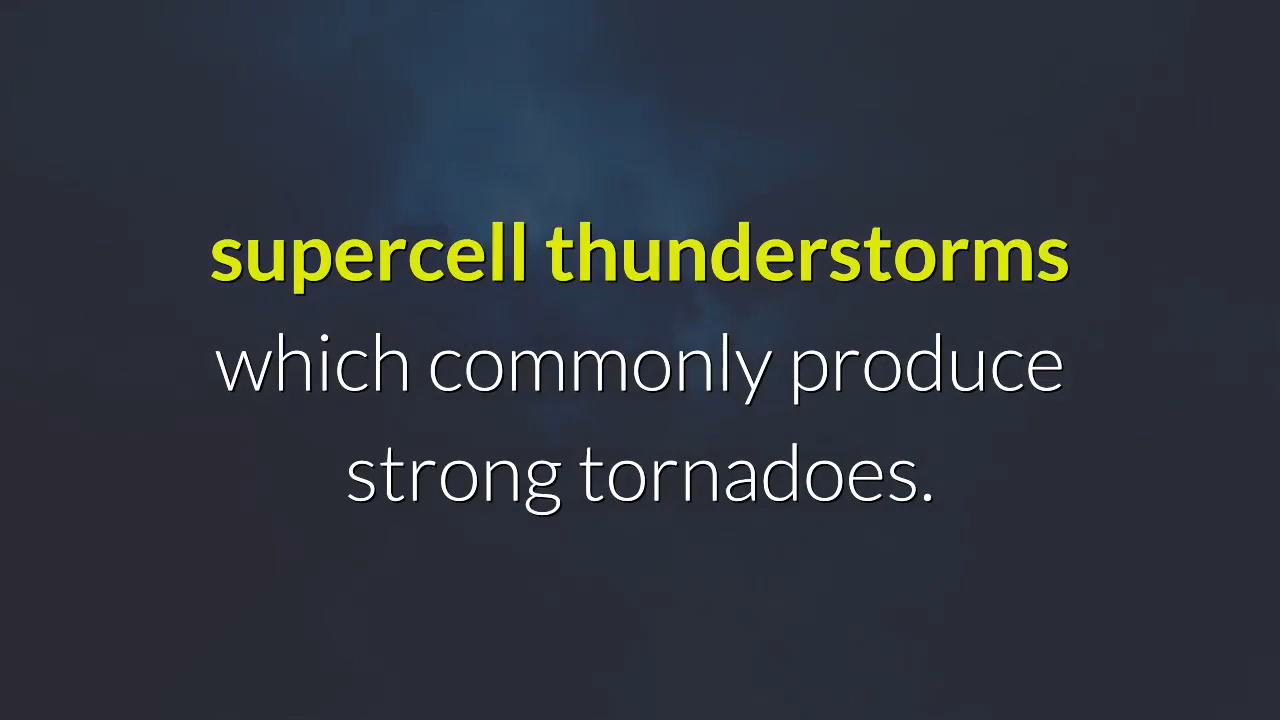 supercell thunderstorms
which commonly produce
strong tornadoes.